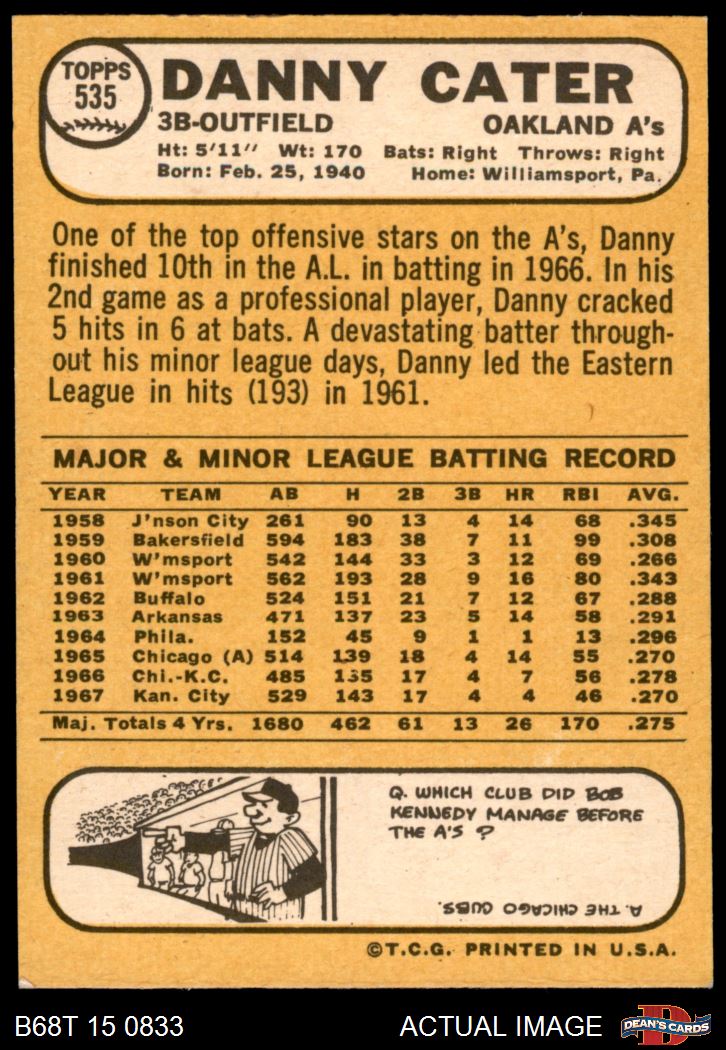 TOPPS
535
DANNY CATER
3B-OUTFIELD OAKLAND A's
Ht: 5'11" Wt: 170 Bats: Right Throws: Right
Born: Feb. 25, 1940 Home: Williamsport, Pa.
One of the top offensive stars on the A's, Danny
finished 10th in the A.L. in batting in 1966. In his
2nd game as a professional player, Danny cracked
5 hits in 6 at bats. A devastating batter through-
out his minor league days, Danny led the Eastern
League in hits (193) in 1961.
MAJOR & MINOR LEAGUE BATTING RECORD
YEAR TEAM AB H 2B 3B HR RBI AVG.
1958 J'nson City 261 90 13 4 14 68 .345
1959 Bakersfield 594 183 38 7 11 99 .308
1960 W'msport 542 144 33 3 12 69 .266
1961 W'msport 562 193 28 9 16 80 .343
1962 Buffalo 524 151 21 7 12 67 .288
1963 Arkansas 471 137 23 5 14 58 .291
1964 Phila. 152 45 9 1 1 13 .296
1965 Chicago (A) 514 139 18 4 14 55 .270
1966 Chi.-K.C. 485 135 17 4 7 56 .278
1967 Kan. City 529 143 17 4 4 46 .270
Maj. Totals 4 Yrs. 1680 462 61 13 26 170 .275
Q. WHICH CLUB DID BOB
KENNEDY MANAGE BEFORE
THE A'S ?
A. THE CHICAGO CUBS.
©T.C.G. PRINTED IN U.S.A.
B68T 15 0833 ACTUAL IMAGE
D
DEAN'S CARDS